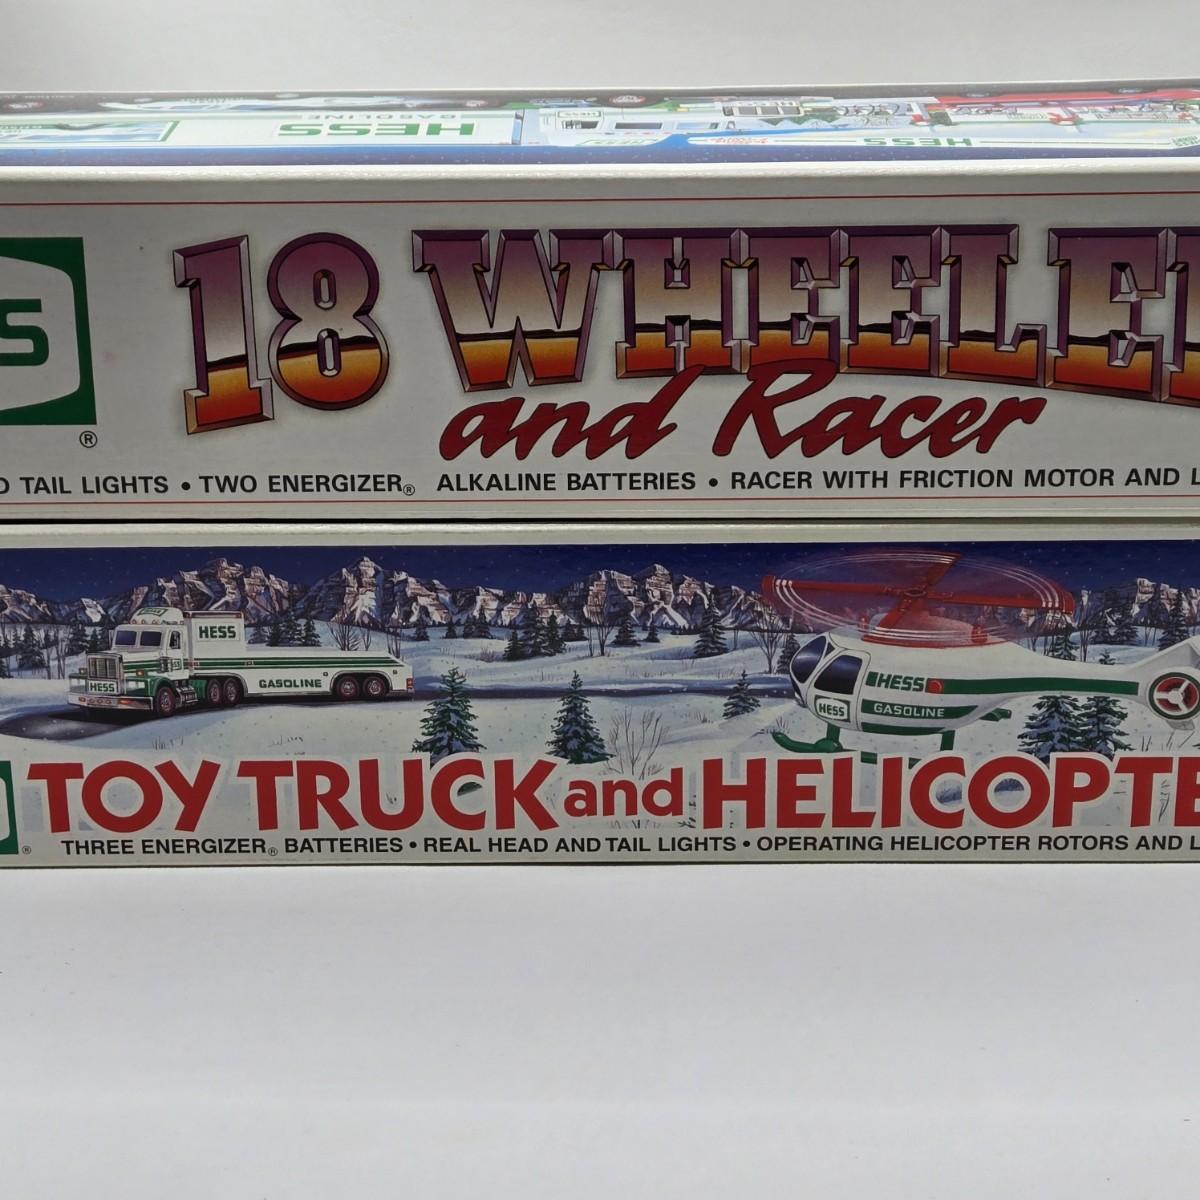 HESS
GASOLINE
HESS
HESS
S
®
18 WHEELE
and Racer
TAIL LIGHTS • TWO ENERGIZER® ALKALINE BATTERIES • RACER WITH FRICTION MOTOR AND L
HESS
HESS
GASOLINE
HESS
HESS
GASOLINE
TOY TRUCK and HELICOPTE
® THREE ENERGIZER® BATTERIES • REAL HEAD AND TAIL LIGHTS • OPERATING HELICOPTER ROTORS AND L